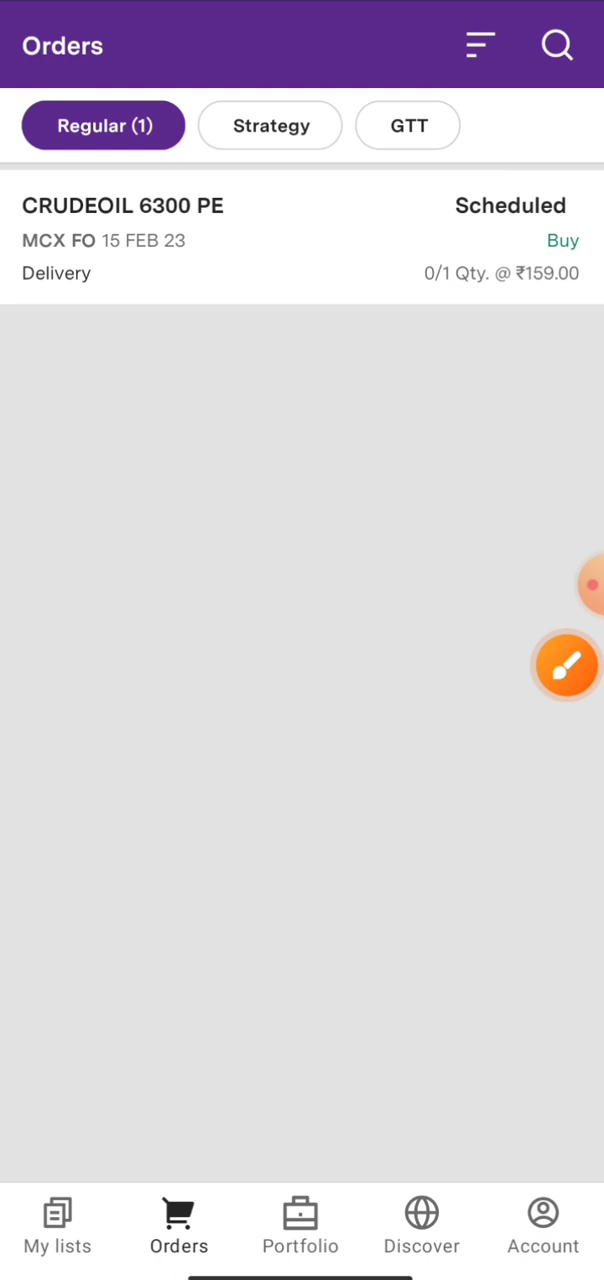 Orders
Regular (1) Strategy GTT
CRUDEOIL 6300 PE Scheduled
MCX FO 15 FEB 23 Buy
Delivery 0/1 Qty. @ ₹159.00
My lists Orders Portfolio Discover Account